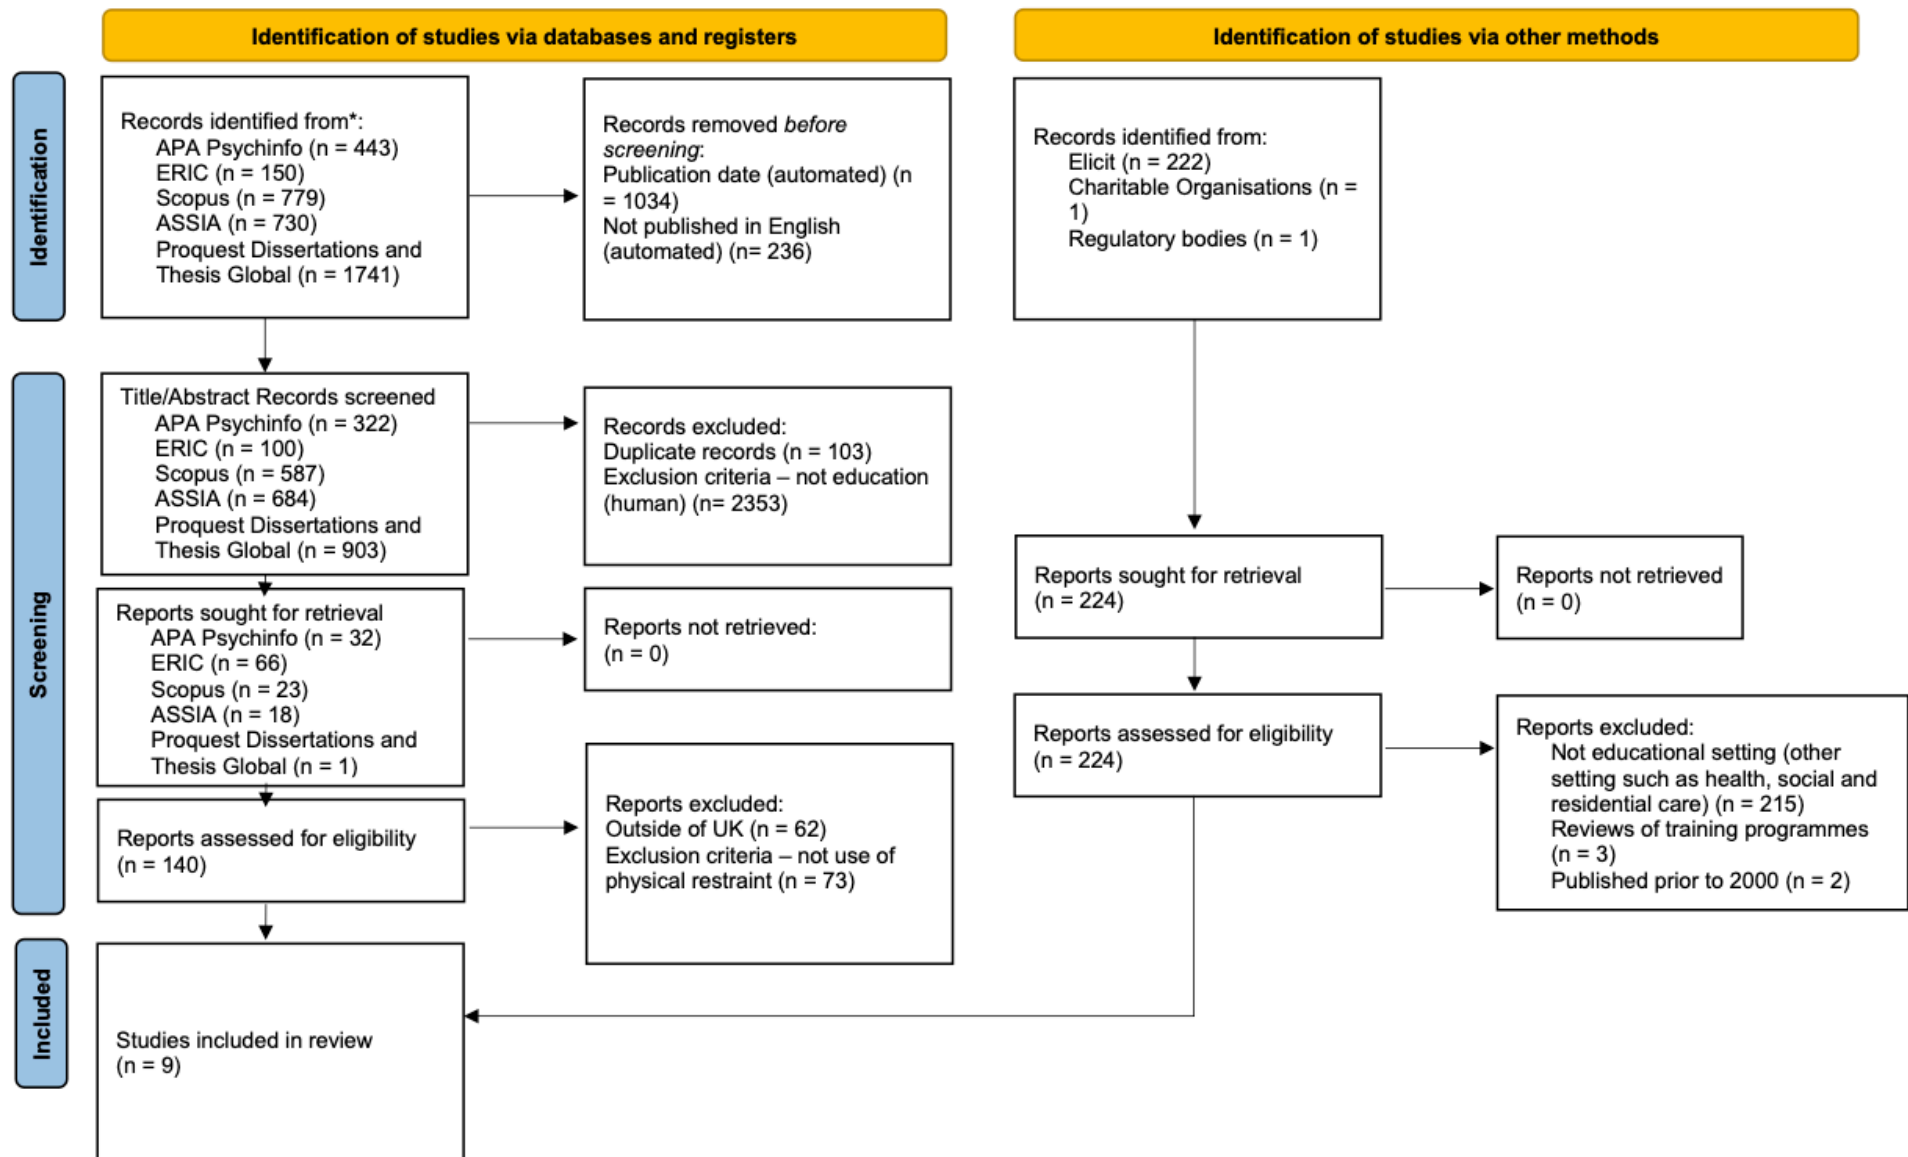 Identification of studies via databases and registers
Identification of studies via other methods
Identification
Records identified from*:
APA Psychinfo (n = 443)
ERIC (n = 150)
Scopus (n = 779)
ASSIA (n = 730)
Proquest Dissertations and
Thesis Global (n = 1741)
Records removed before
screening:
Publication date (automated) (n
= 1034)
Not published in English
(automated) (n= 236)
Records identified from:
Elicit (n = 222)
Charitable Organisations (n =
1)
Regulatory bodies (n = 1)
Screening
Title/Abstract Records screened
APA Psychinfo (n = 322)
ERIC (n = 100)
Scopus (n = 587)
ASSIA (n = 684)
Proquest Dissertations and
Thesis Global (n = 903)
Records excluded:
Duplicate records (n = 103)
Exclusion criteria – not education
(human) (n= 2353)
Reports sought for retrieval
APA Psychinfo (n = 32)
ERIC (n = 66)
Scopus (n = 23)
ASSIA (n = 18)
Proquest Dissertations and
Thesis Global (n = 1)
Reports not retrieved:
(n = 0)
Reports sought for retrieval
(n = 224)
Reports not retrieved
(n = 0)
Reports assessed for eligibility
(n = 140)
Reports excluded:
Outside of UK (n = 62)
Exclusion criteria – not use of
physical restraint (n = 73)
Reports assessed for eligibility
(n = 224)
Reports excluded:
Not educational setting (other
setting such as health, social and
residential care) (n = 215)
Reviews of training programmes
(n = 3)
Published prior to 2000 (n = 2)
Included
Studies included in review
(n = 9)